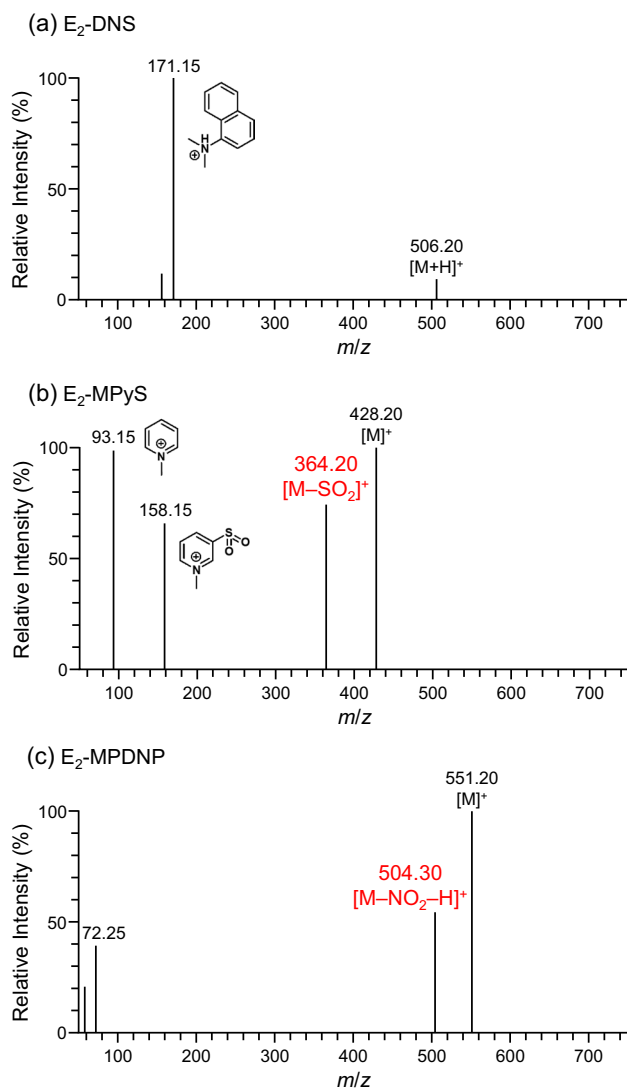 (a) E₂-DNS
171.15
100
H
N
⊕
50
506.20
[M+H]⁺
0
Relative Intensity (%)
100 200 300 400 500 600 700
m/z
(b) E₂-MPyS
93.15
428.20
[M]⁺
100
⊕
N
364.20
[M–SO₂]⁺
158.15
S
O
O
⊕
N
50
0
Relative Intensity (%)
100 200 300 400 500 600 700
m/z
(c) E₂-MPDNP
551.20
[M]⁺
100
504.30
[M–NO₂–H]⁺
50
72.25
0
Relative Intensity (%)
100 200 300 400 500 600 700
m/z